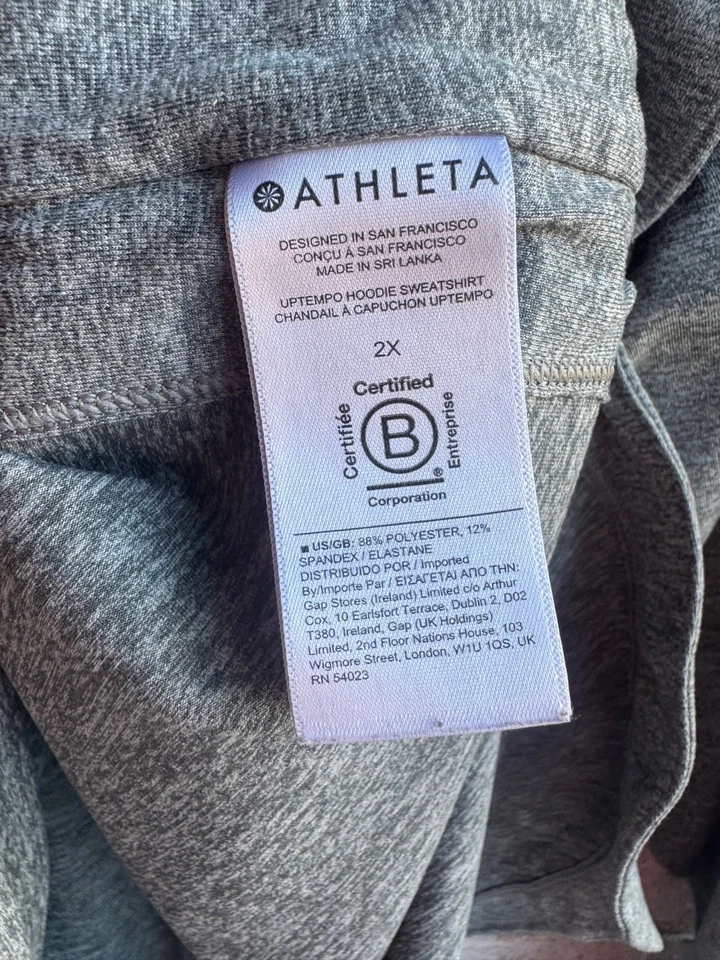 ATHLETA
DESIGNED IN SAN FRANCISCO
CONÇU À SAN FRANCISCO
MADE IN SRI LANKA
UPTEMPO HOODIE SWEATSHIRT
CHANDAIL À CAPUCHON UPTEMPO
2X
Certified
Certifiée
B
Entreprise
®
Corporation
■ US/GB: 88% POLYESTER, 12%
SPANDEX / ELASTANE
DISTRIBUIDO POR / Imported
By/Importe Par / ΕΙΣΑΓΕΤΑΙ ΑΠΟ ΤΗΝ:
Gap Stores (Ireland) Limited c/o Arthur
Cox, 10 Earlsfort Terrace, Dublin 2, D02
T380, Ireland, Gap (UK Holdings)
Limited, 2nd Floor Nations House, 103
Wigmore Street, London, W1U 1QS, UK
RN 54023